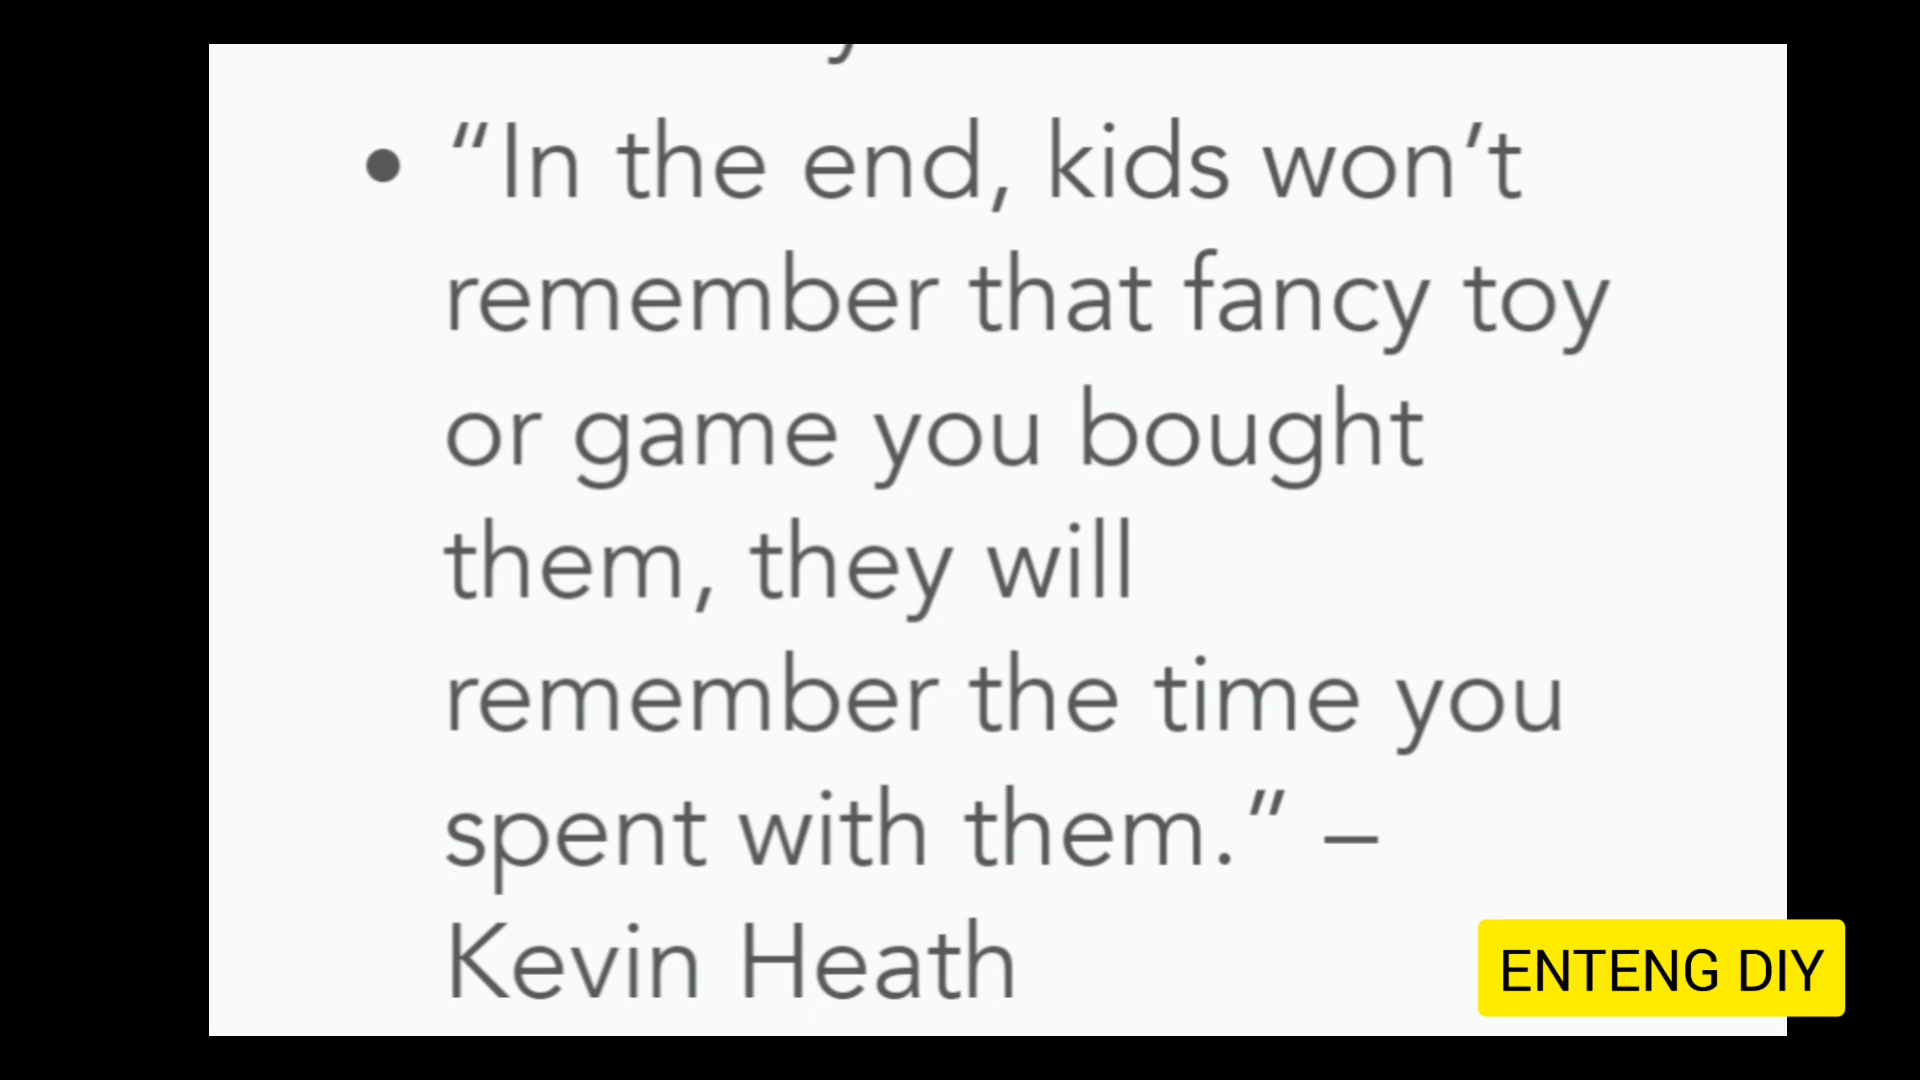 • “In the end, kids won’t
remember that fancy toy
or game you bought
them, they will
remember the time you
spent with them.” –
Kevin Heath
ENTENG DIY